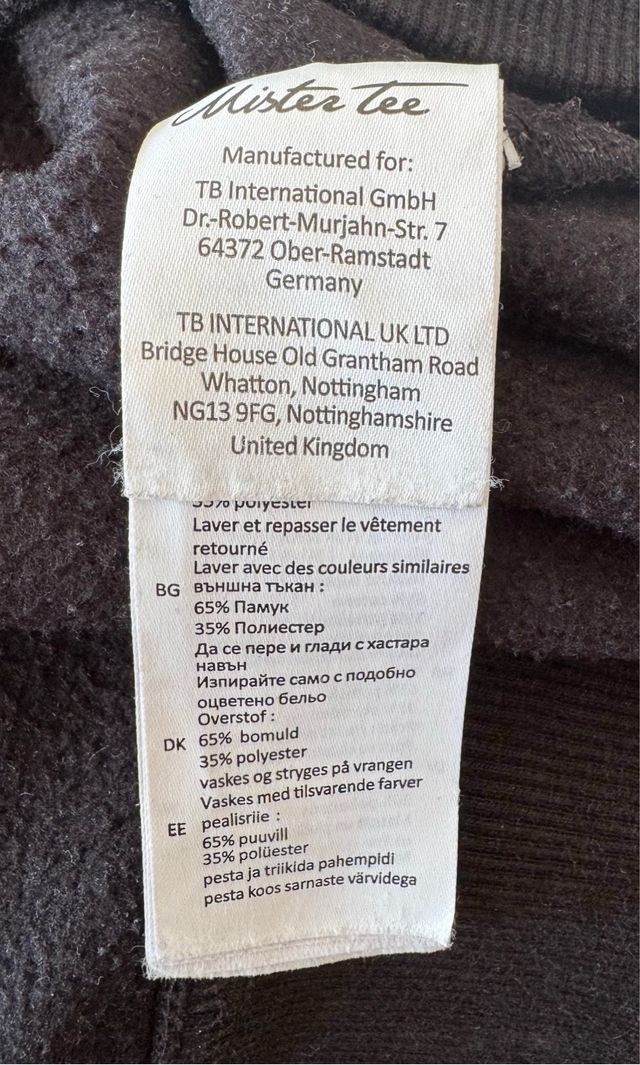 Mister Tee
Manufactured for:
TB International GmbH
Dr.-Robert-Murjahn-Str. 7
64372 Ober-Ramstadt
Germany
TB INTERNATIONAL UK LTD
Bridge House Old Grantham Road
Whatton, Nottingham
NG13 9FG, Nottinghamshire
United Kingdom
35% polyester
Laver et repasser le vêtement
retourné
Laver avec des couleurs similaires
BG външна тъкан :
65% Памук
35% Полиестер
Да се пере и глади с хастара
навън
Изпирайте само с подобно
оцветено бельо
Overstof :
DK 65% bomuld
35% polyester
vaskes og stryges på vrangen
Vaskes med tilsvarende farver
EE pealisriie :
65% puuvill
35% polüester
pesta ja triikida pahempidi
pesta koos sarnaste värvidega